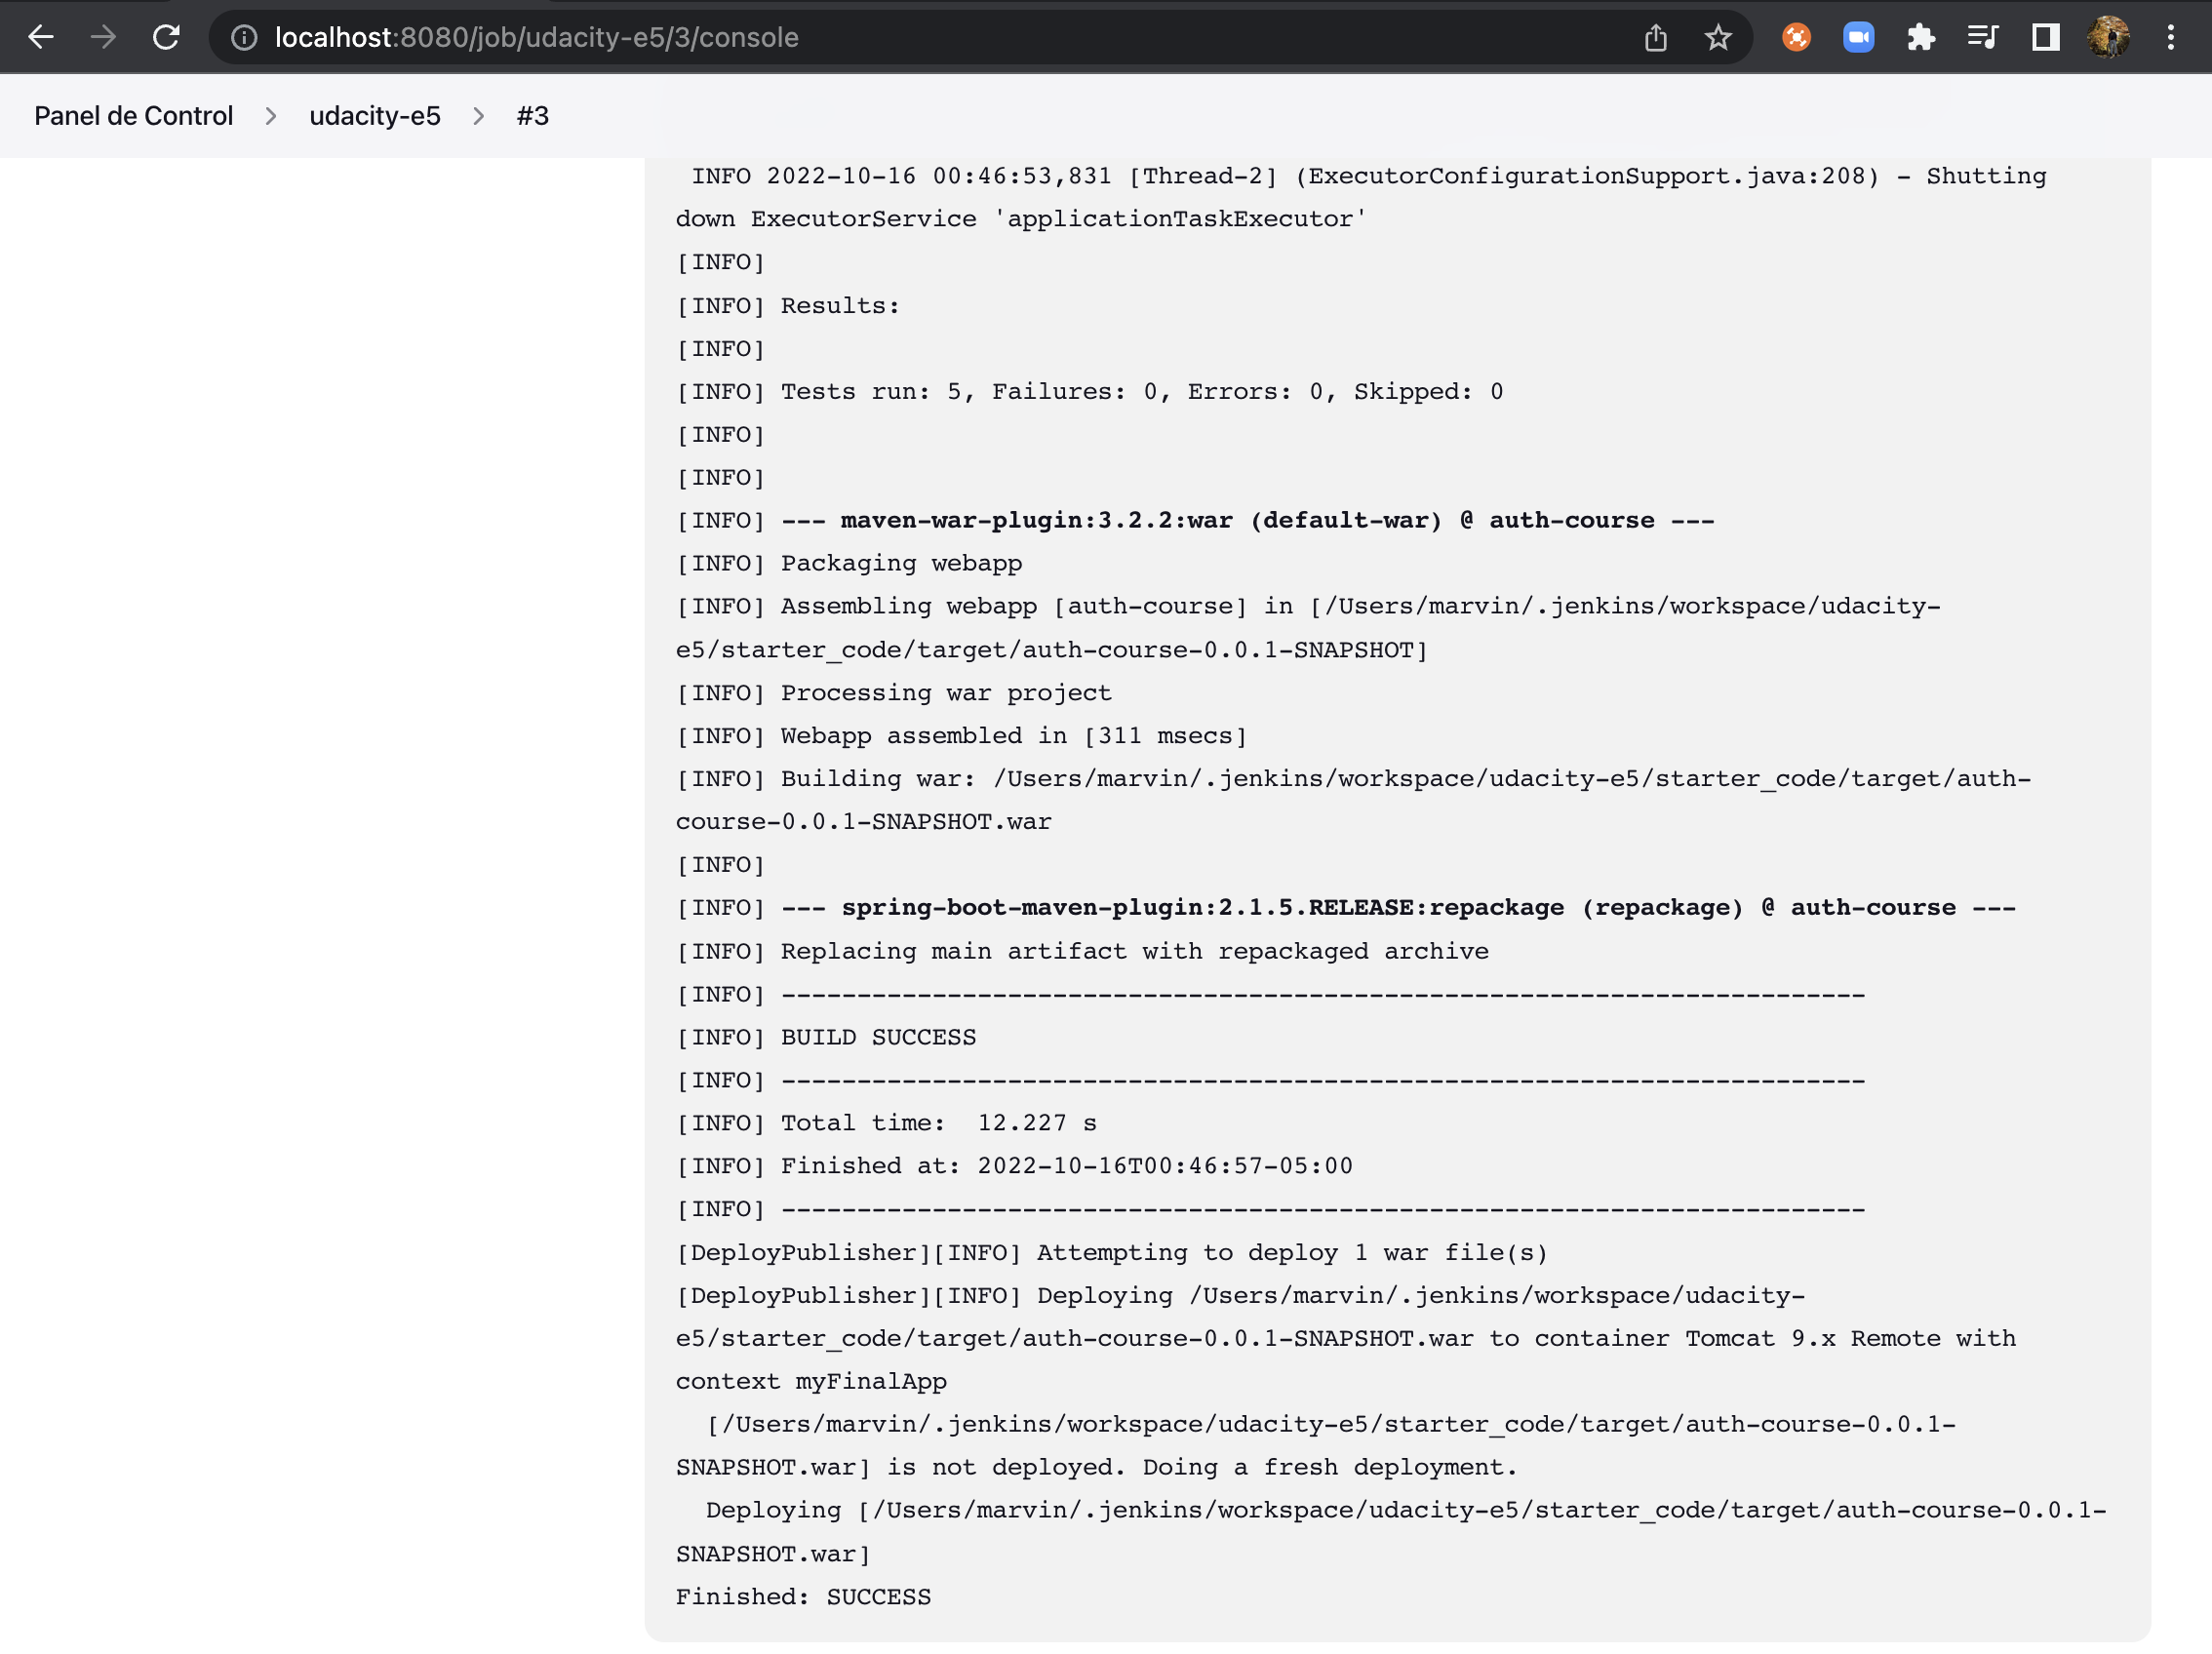 localhost:8080/job/udacity-e5/3/console
Panel de Control > udacity-e5 > #3
INFO 2022-10-16 00:46:53,831 [Thread-2] (ExecutorConfigurationSupport.java:208) - Shutting
down ExecutorService 'applicationTaskExecutor'
[INFO]
[INFO] Results:
[INFO]
[INFO] Tests run: 5, Failures: 0, Errors: 0, Skipped: 0
[INFO]
[INFO]
[INFO] --- maven-war-plugin:3.2.2:war (default-war) @ auth-course ---
[INFO] Packaging webapp
[INFO] Assembling webapp [auth-course] in [/Users/marvin/.jenkins/workspace/udacity-
e5/starter_code/target/auth-course-0.0.1-SNAPSHOT]
[INFO] Processing war project
[INFO] Webapp assembled in [311 msecs]
[INFO] Building war: /Users/marvin/.jenkins/workspace/udacity-e5/starter_code/target/auth-
course-0.0.1-SNAPSHOT.war
[INFO]
[INFO] --- spring-boot-maven-plugin:2.1.5.RELEASE:repackage (repackage) @ auth-course ---
[INFO] Replacing main artifact with repackaged archive
[INFO] ------------------------------------------------------------------------
[INFO] BUILD SUCCESS
[INFO] ------------------------------------------------------------------------
[INFO] Total time:  12.227 s
[INFO] Finished at: 2022-10-16T00:46:57-05:00
[INFO] ------------------------------------------------------------------------
[DeployPublisher][INFO] Attempting to deploy 1 war file(s)
[DeployPublisher][INFO] Deploying /Users/marvin/.jenkins/workspace/udacity-
e5/starter_code/target/auth-course-0.0.1-SNAPSHOT.war to container Tomcat 9.x Remote with
context myFinalApp
[/Users/marvin/.jenkins/workspace/udacity-e5/starter_code/target/auth-course-0.0.1-
SNAPSHOT.war] is not deployed. Doing a fresh deployment.
Deploying [/Users/marvin/.jenkins/workspace/udacity-e5/starter_code/target/auth-course-0.0.1-
SNAPSHOT.war]
Finished: SUCCESS